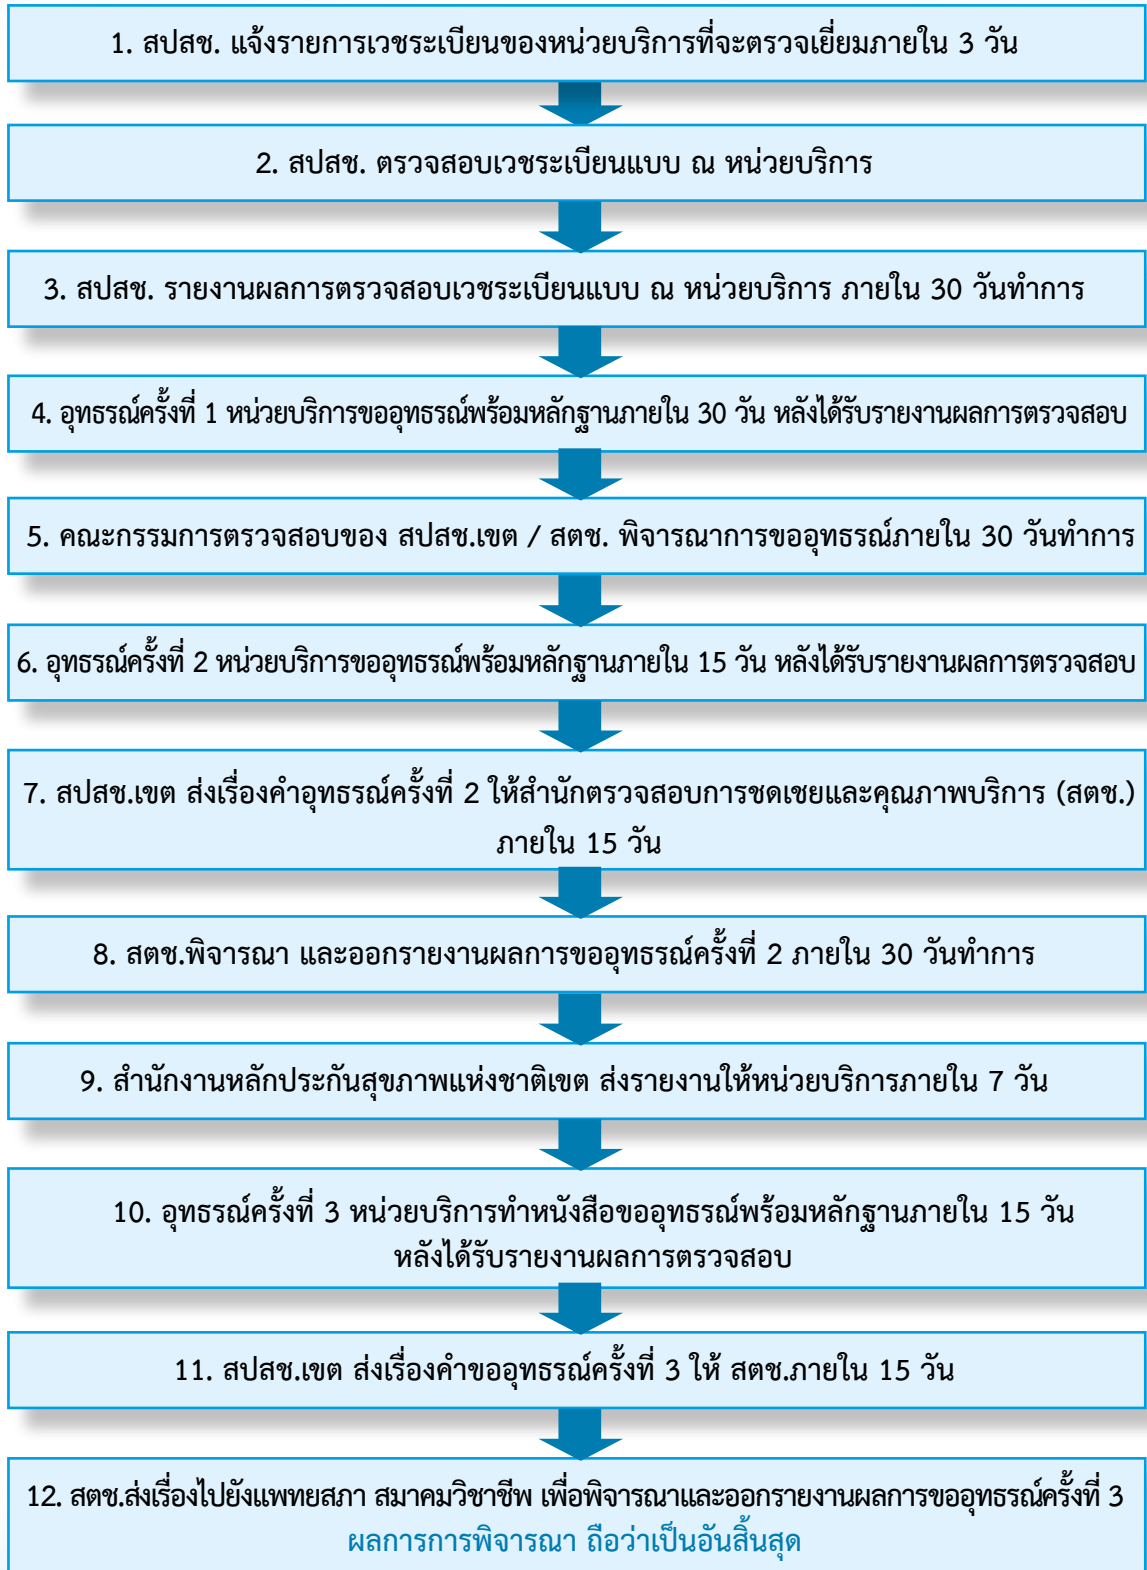 1. สปสช. แจ้งรายการเวชระเบียนของหน่วยบริการที่จะตรวจเยี่ยมภายใน 3 วัน
2. สปสช. ตรวจสอบเวชระเบียนแบบ ณ หน่วยบริการ
3. สปสช. รายงานผลการตรวจสอบเวชระเบียนแบบ ณ หน่วยบริการ ภายใน 30 วันทำการ
4. อุทธรณ์ครั้งที่ 1 หน่วยบริการขออุทธรณ์พร้อมหลักฐานภายใน 30 วัน หลังได้รับรายงานผลการตรวจสอบ
5. คณะกรรมการตรวจสอบของ สปสช.เขต / สตช. พิจารณาการขออุทธรณ์ภายใน 30 วันทำการ
6. อุทธรณ์ครั้งที่ 2 หน่วยบริการขออุทธรณ์พร้อมหลักฐานภายใน 15 วัน หลังได้รับรายงานผลการตรวจสอบ
7. สปสช.เขต ส่งเรื่องคำอุทธรณ์ครั้งที่ 2 ให้สำนักตรวจสอบการชดเชยและคุณภาพบริการ (สตช.)
ภายใน 15 วัน
8. สตช.พิจารณา และออกรายงานผลการขออุทธรณ์ครั้งที่ 2 ภายใน 30 วันทำการ
9. สำนักงานหลักประกันสุขภาพแห่งชาติเขต ส่งรายงานให้หน่วยบริการภายใน 7 วัน
10. อุทธรณ์ครั้งที่ 3 หน่วยบริการทำหนังสือขออุทธรณ์พร้อมหลักฐานภายใน 15 วัน
หลังได้รับรายงานผลการตรวจสอบ
11. สปสช.เขต ส่งเรื่องคำขออุทธรณ์ครั้งที่ 3 ให้ สตช.ภายใน 15 วัน
12. สตช.ส่งเรื่องไปยังแพทยสภา สมาคมวิชาชีพ เพื่อพิจารณาและออกรายงานผลการขออุทธรณ์ครั้งที่ 3
ผลการการพิจารณา ถือว่าเป็นอันสิ้นสุด